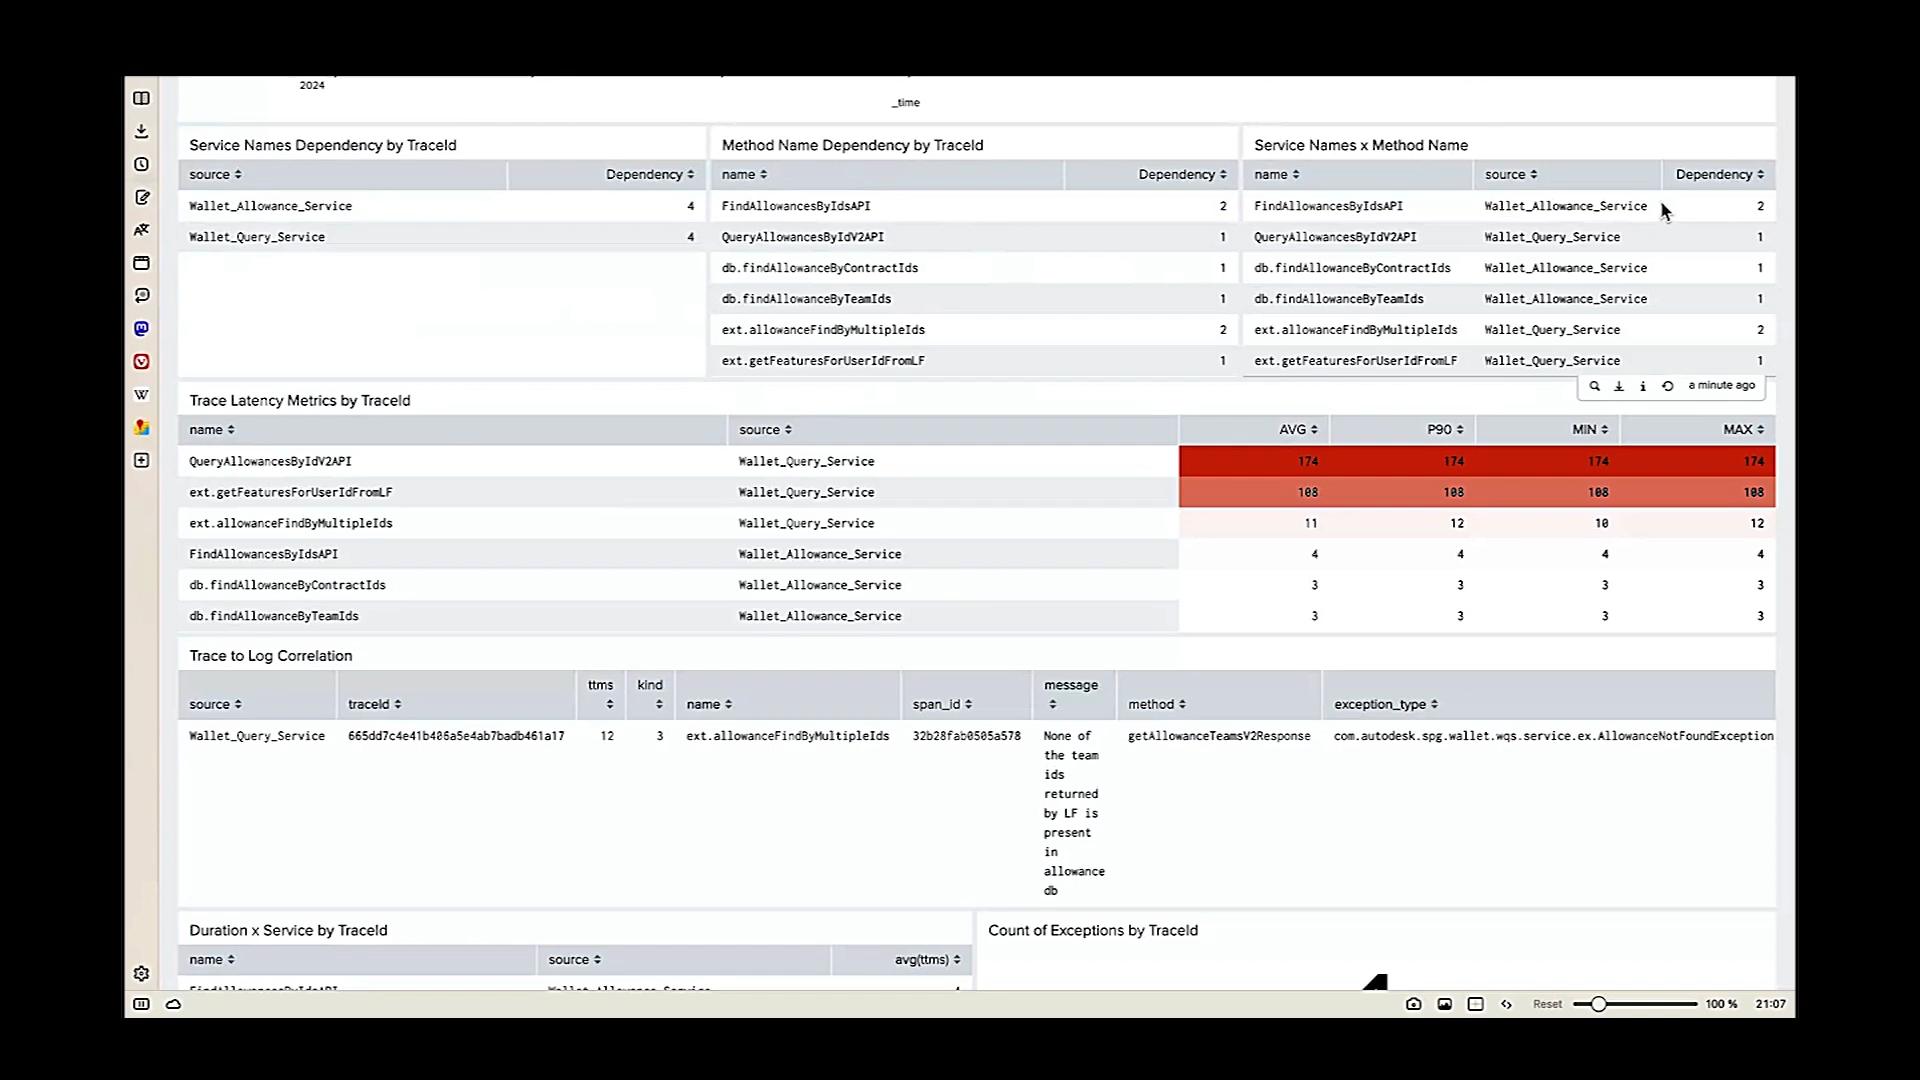 2024
_time
Service Names Dependency by TraceId
source Dependency
Wallet_Allowance_Service 4
Wallet_Query_Service 4
Method Name Dependency by TraceId
name Dependency
FindAllowancesByIdsAPI 2
QueryAllowancesByIdV2API 1
db.findAllowanceByContractIds 1
db.findAllowanceByTeamIds 1
ext.allowanceFindByMultipleIds 2
ext.getFeaturesForUserIdFromLF 1
Service Names x Method Name
name source Dependency
FindAllowancesByIdsAPI Wallet_Allowance_Service 2
QueryAllowancesByIdV2API Wallet_Query_Service 1
db.findAllowanceByContractIds Wallet_Allowance_Service 1
db.findAllowanceByTeamIds Wallet_Allowance_Service 1
ext.allowanceFindByMultipleIds Wallet_Query_Service 2
ext.getFeaturesForUserIdFromLF Wallet_Query_Service 1
a minute ago
Trace Latency Metrics by TraceId
name source AVG P90 MIN MAX
QueryAllowancesByIdV2API Wallet_Query_Service 174 174 174 174
ext.getFeaturesForUserIdFromLF Wallet_Query_Service 108 108 108 108
ext.allowanceFindByMultipleIds Wallet_Query_Service 11 12 10 12
FindAllowancesByIdsAPI Wallet_Allowance_Service 4 4 4 4
db.findAllowanceByContractIds Wallet_Allowance_Service 3 3 3 3
db.findAllowanceByTeamIds Wallet_Allowance_Service 3 3 3 3
Trace to Log Correlation
source traceId ttms kind name span_id message method exception_type
Wallet_Query_Service 665dd7c4e41b406a5e4ab7badb461a17 12 3 ext.allowanceFindByMultipleIds 32b28fab0505a578 None of getAllowanceTeamsV2Response com.autodesk.spg.wallet.wqs.service.ex.AllowanceNotFoundException
the team
ids
returned
by LF is
present
in
allowance
db
Duration x Service by TraceId
name source avg(ttms)
FindAllowancesByIdsAPI Wallet_Allowance_Service 4
Count of Exceptions by TraceId
Reset 100 % 21:07